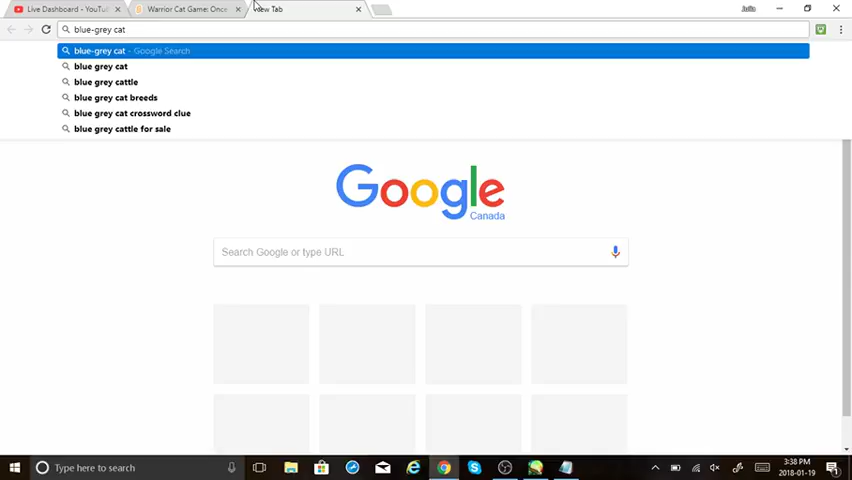 Live Dashboard - YouTu
Warrior Cat Game: Once
New Tab
Julia
blue-grey cat
blue-grey cat - Google Search
blue grey cat
blue grey cattle
blue grey cat breeds
blue grey cat crossword clue
blue grey cattle for sale
Google
Canada
Search Google or type URL
Type here to search
3:38 PM
2018-01-19